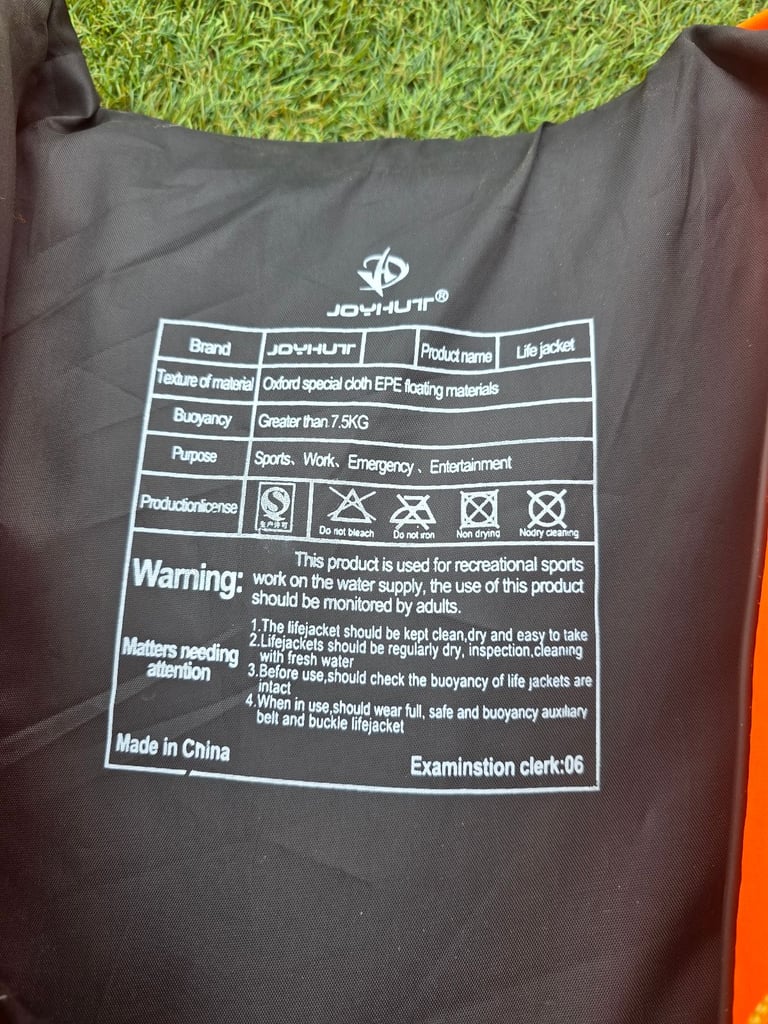 JOYHUT®
Brand JOYHUT Product name Life jacket
Texture of material Oxford special cloth EPE floating materials
Buoyancy Greater than 7.5KG
Purpose Sports、Work、Emergency、Entertainment
Productionlicense
生产许可
Do not bleach Do not iron Non drying Nodry cleaning
Warning:
This product is used for recreational sports
work on the water supply, the use of this product
should be monitored by adults.
Matters needing
attention
1.The lifejacket should be kept clean,dry and easy to take
2.Lifejackets should be regularly dry, inspection,cleaning
with fresh water
3.Before use,should check the buoyancy of life jackets are
intact
4.When in use,should wear full, safe and buoyancy auxiliary
belt and buckle lifejacket
Made in China
Examinstion clerk:06